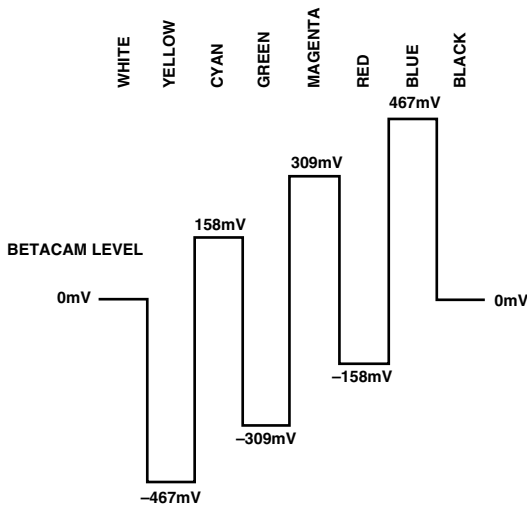 WHITE
YELLOW
CYAN
GREEN
MAGENTA
RED
BLUE
BLACK
467mV
309mV
158mV
BETACAM LEVEL
0mV
0mV
–158mV
–309mV
–467mV